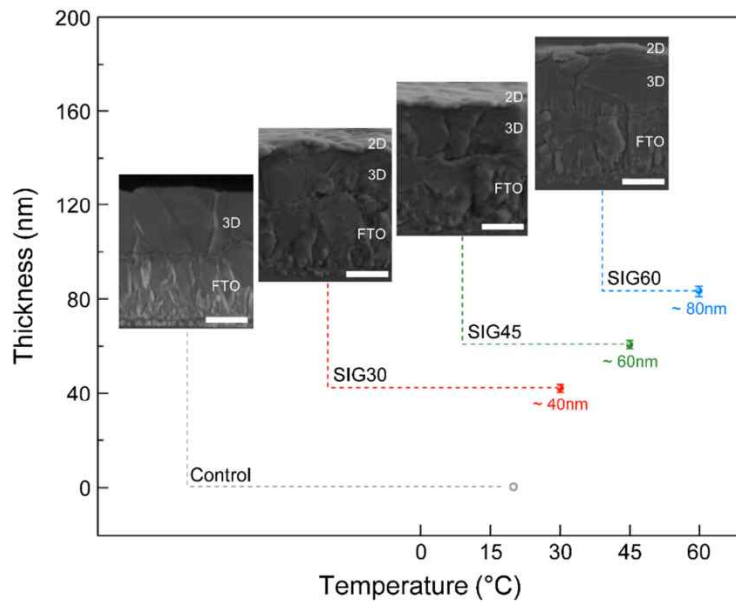 200
160
120
80
40
0
Thickness (nm)
3D
FTO
2D
3D
FTO
2D
3D
FTO
2D
3D
FTO
Control
SIG30
~ 40nm
SIG45
~ 60nm
SIG60
~ 80nm
0 15 30 45 60
Temperature (°C)